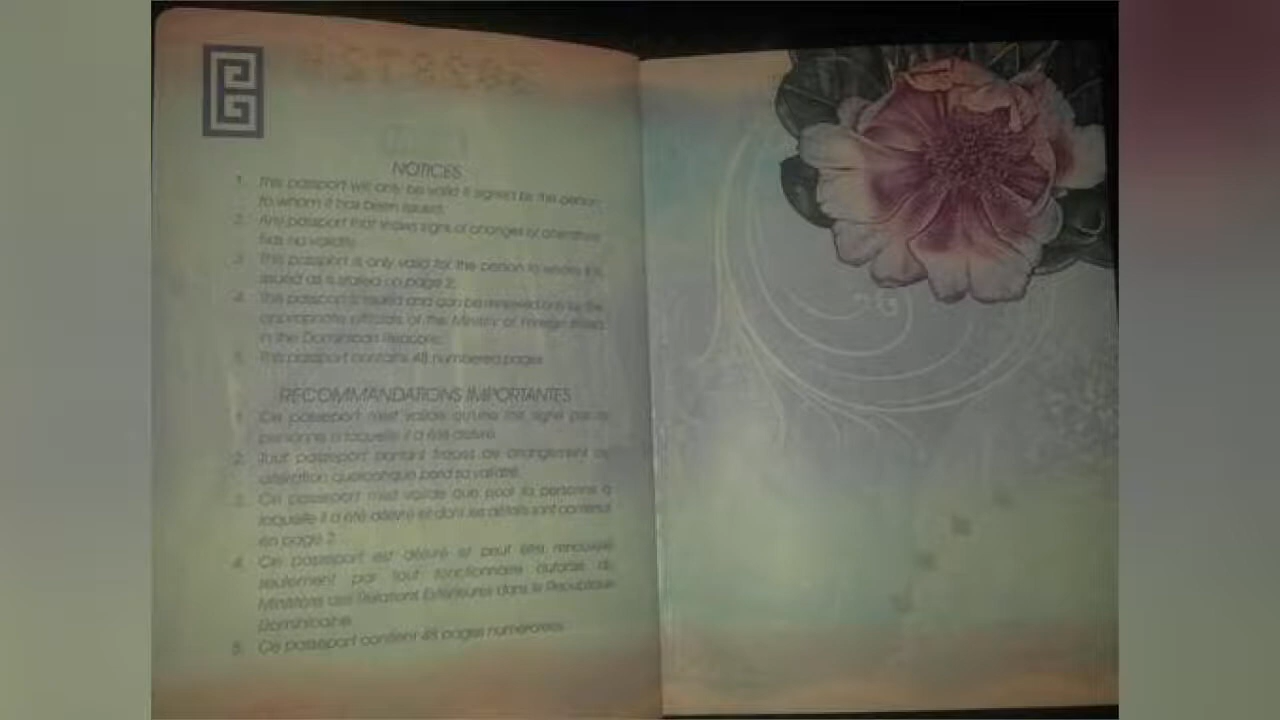 NOTICES
1. This passport will only be valid if signed by the person
to whom it has been issued.
2. Any passport that shows signs of changes or alterations
has no validity.
3. This passport is only valid for the person to whom it is
issued as is stated on page 2.
4. This passport is issued and can be renewed only by the
appropriate officials of the Ministry of Foreign
in the Dominican
5. This passport contains 48 numbered pages
RECOMMANDATIONS IMPORTANTES
1. Ce passeport n'est valide qu'une fois signé par la
personne à laquelle il a été délivré.
2. Tout passeport portant traces de changement ou
altération quelconque perd sa validité.
3. Ce passeport n'est valide que pour la personne à
laquelle il a été délivré et dont les détails sont contenus
en page 2
4. Ce passeport est délivré et peut être renouvelé
seulement par tout fonctionnaire autorisé du
Ministère des Relations Extérieures dans la République
Dominicaine.
5. Ce passeport contient 48 pages numérotées